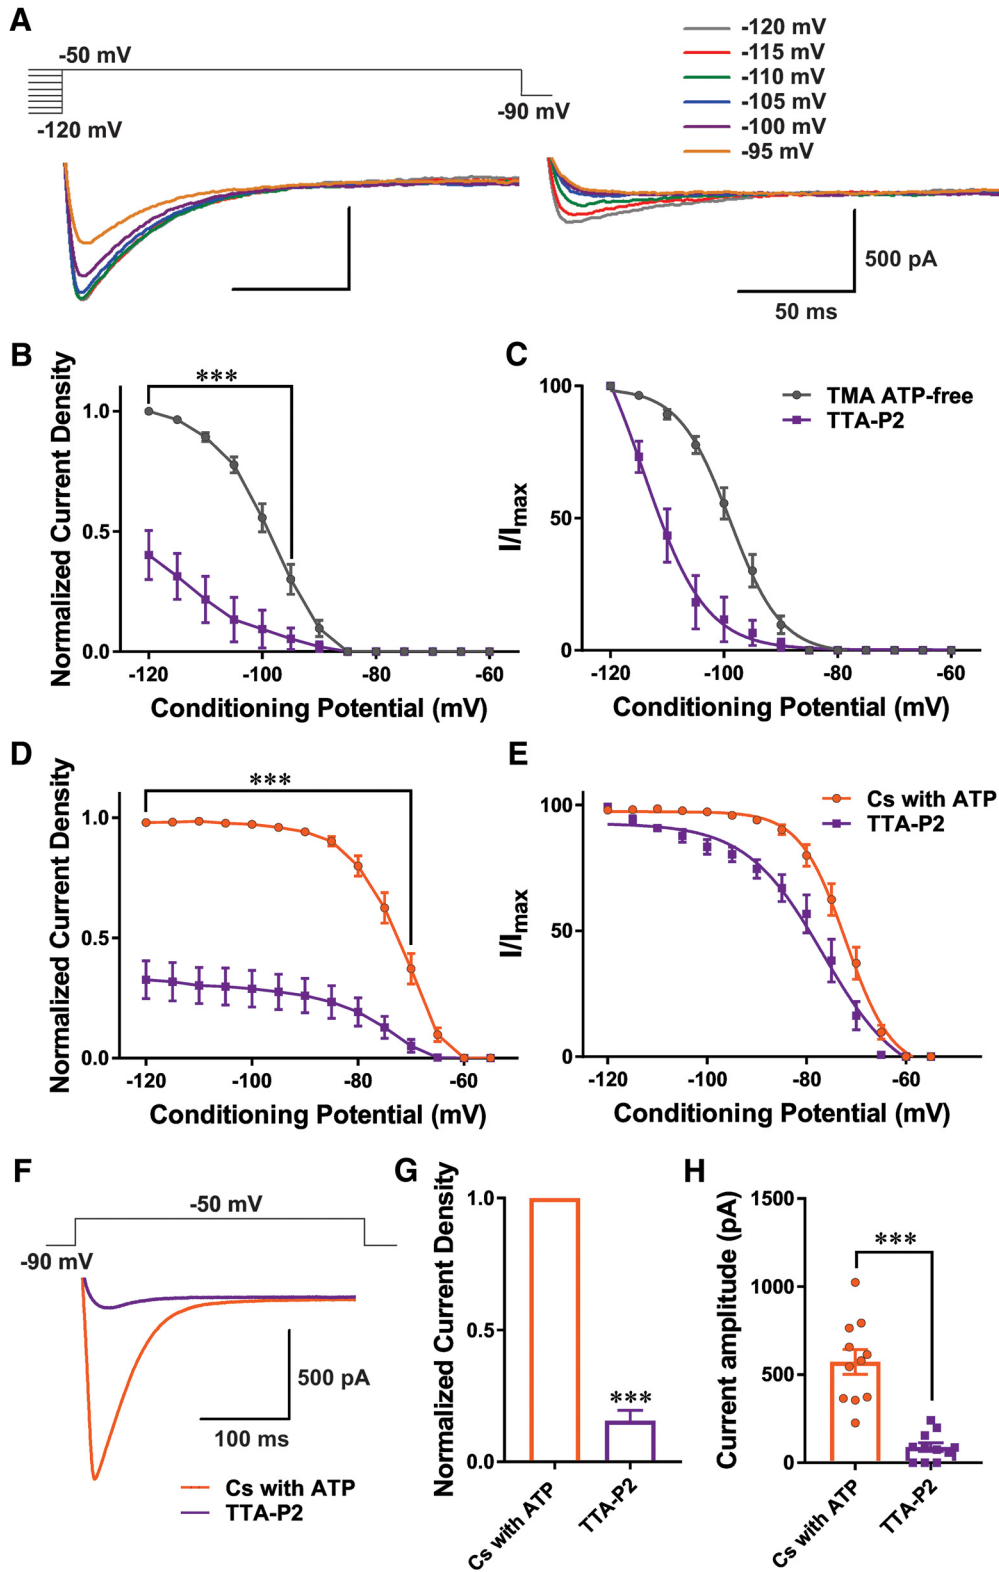 A
-50 mV
-120 mV
-90 mV
-120 mV
-115 mV
-110 mV
-105 mV
-100 mV
-95 mV
500 pA
50 ms
B
Normalized Current Density
1.0
0.5
0.0
***
-120
-100
-80
-60
Conditioning Potential (mV)
C
I/Imax
100
50
0
TMA ATP-free
TTA-P2
-120
-100
-80
-60
Conditioning Potential (mV)
D
Normalized Current Density
1.0
0.5
0.0
***
-120
-100
-80
-60
Conditioning Potential (mV)
E
I/Imax
100
50
0
Cs with ATP
TTA-P2
-120
-100
-80
-60
Conditioning Potential (mV)
F
-50 mV
-90 mV
500 pA
100 ms
Cs with ATP
TTA-P2
G
Normalized Current Density
1.0
0.5
0.0
***
Cs with ATP
TTA-P2
H
Current amplitude (pA)
1500
1000
500
0
***
Cs with ATP
TTA-P2